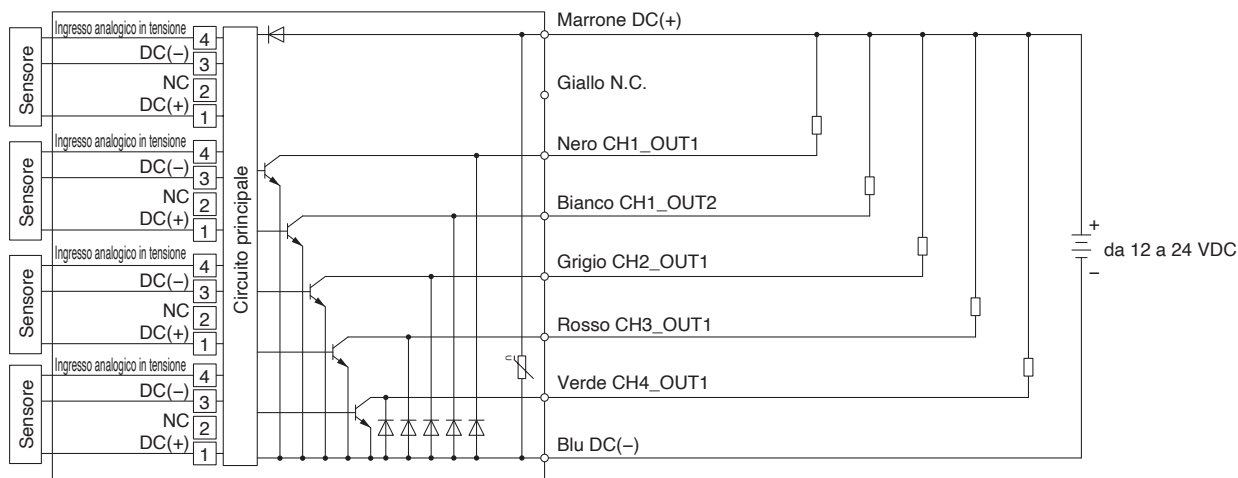 Sensore
Ingresso analogico in tensione 4
DC(−) 3
NC 2
DC(+) 1
Sensore
Ingresso analogico in tensione 4
DC(−) 3
NC 2
DC(+) 1
Sensore
Ingresso analogico in tensione 4
DC(−) 3
NC 2
DC(+) 1
Sensore
Ingresso analogico in tensione 4
DC(−) 3
NC 2
DC(+) 1
Circuito principale
Marrone DC(+)
Giallo N.C.
Nero CH1_OUT1
Bianco CH1_OUT2
Grigio CH2_OUT1
Rosso CH3_OUT1
Verde CH4_OUT1
Blu DC(−)
+
da 12 a 24 VDC
−